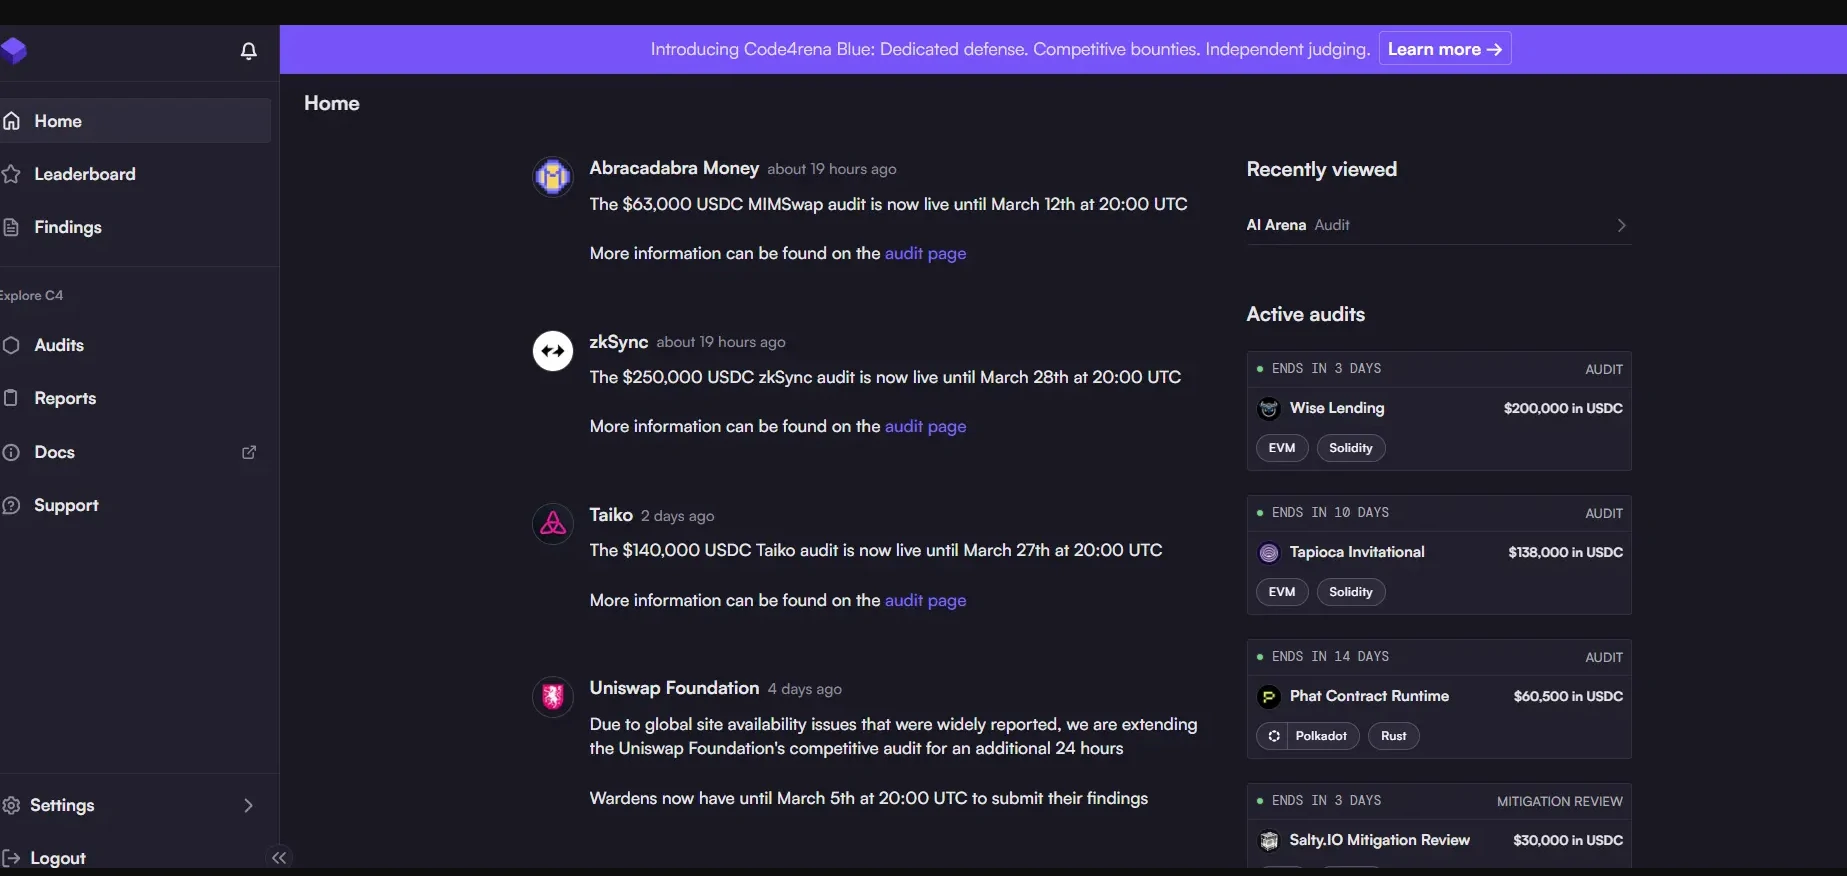 Introducing Code4rena Blue: Dedicated defense. Competitive bounties. Independent judging. Learn more →
Home
Leaderboard
Findings
Explore C4
Audits
Reports
Docs
Support
Settings
Logout
Home
Abracadabra Money about 19 hours ago
The $63,000 USDC MIMSwap audit is now live until March 12th at 20:00 UTC
More information can be found on the audit page
zkSync about 19 hours ago
The $250,000 USDC zkSync audit is now live until March 28th at 20:00 UTC
More information can be found on the audit page
Taiko 2 days ago
The $140,000 USDC Taiko audit is now live until March 27th at 20:00 UTC
More information can be found on the audit page
Uniswap Foundation 4 days ago
Due to global site availability issues that were widely reported, we are extending
the Uniswap Foundation's competitive audit for an additional 24 hours
Wardens now have until March 5th at 20:00 UTC to submit their findings
Recently viewed
AI Arena Audit
Active audits
ENDS IN 3 DAYS AUDIT
Wise Lending $200,000 in USDC
EVM Solidity
ENDS IN 10 DAYS AUDIT
Tapioca Invitational $138,000 in USDC
EVM Solidity
ENDS IN 14 DAYS AUDIT
Phat Contract Runtime $60,500 in USDC
Polkadot Rust
ENDS IN 3 DAYS MITIGATION REVIEW
Salty.IO Mitigation Review $30,000 in USDC